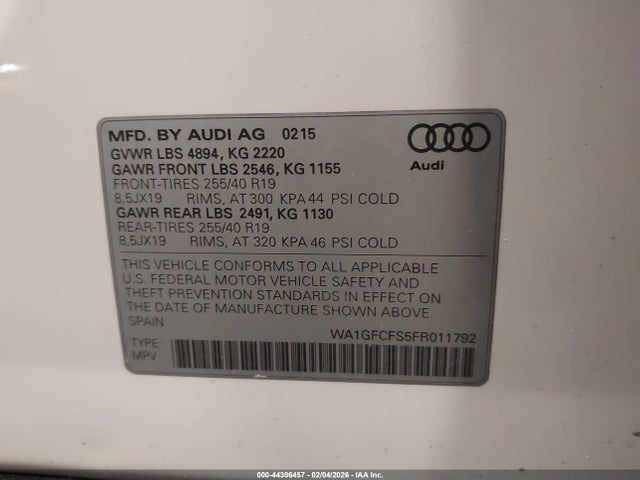 MFD. BY AUDI AG 0215
GVWR LBS 4894, KG 2220
GAWR FRONT LBS 2546, KG 1155
FRONT-TIRES 255/40 R19
8,5JX19 RIMS, AT 300 KPA 44 PSI COLD
GAWR REAR LBS 2491, KG 1130
REAR-TIRES 255/40 R19
8,5JX19 RIMS, AT 320 KPA 46 PSI COLD
Audi
THIS VEHICLE CONFORMS TO ALL APPLICABLE
U.S. FEDERAL MOTOR VEHICLE SAFETY AND
THEFT PREVENTION STANDARDS IN EFFECT ON
THE DATE OF MANUFACTURE SHOWN ABOVE.
SPAIN
WA1GFCFS5FR011792
TYPE:
MPV
000-44306457 - 02/04/2026 - © IAA Inc.